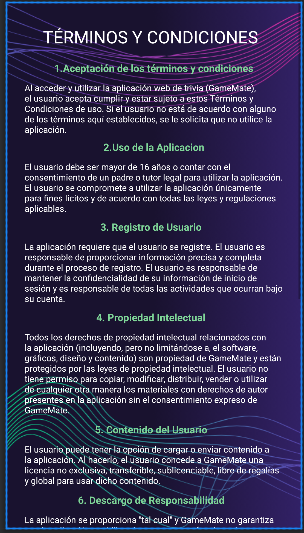 TÉRMINOS Y CONDICIONES
1.Aceptación de los términos y condiciones
Al acceder y utilizar la aplicación web de trivia (GameMate),
el usuario acepta cumplir y estar sujeto a estos Términos y
Condiciones de uso. Si el usuario no está de acuerdo con alguno
de los términos aquí establecidos, se le solicita que no utilice la
aplicación.
2.Uso de la Aplicacion
El usuario debe ser mayor de 16 años o contar con el
consentimiento de un padre o tutor legal para utilizar la aplicación.
El usuario se compromete a utilizar la aplicación únicamente
para fines lícitos y de acuerdo con todas las leyes y regulaciones
aplicables.
3. Registro de Usuario
La aplicación requiere que el usuario se registre. El usuario es
responsable de proporcionar información precisa y completa
durante el proceso de registro. El usuario es responsable de
mantener la confidencialidad de su información de inicio de
sesión y es responsable de todas las actividades que ocurran bajo
su cuenta.
4. Propiedad Intelectual
Todos los derechos de propiedad intelectual relacionados con
la aplicación (incluyendo, pero no limitándose a, el software,
gráficos, diseño y contenido) son propiedad de GameMate y están
protegidos por las leyes de propiedad intelectual. El usuario no
tiene permiso para copiar, modificar, distribuir, vender o utilizar
de cualquier otra manera los materiales con derechos de autor
presentes en la aplicación sin el consentimiento expreso de
GameMate.
5. Contenido del Usuario
El usuario puede tener la opción de cargar o enviar contenido a
la aplicación. Al hacerlo, el usuario concede a GameMate una
licencia no exclusiva, transferible, sublicenciable, libre de regalías
y global para usar dicho contenido.
6. Descargo de Responsabilidad
La aplicación se proporciona "tal cual" y GameMate no garantiza